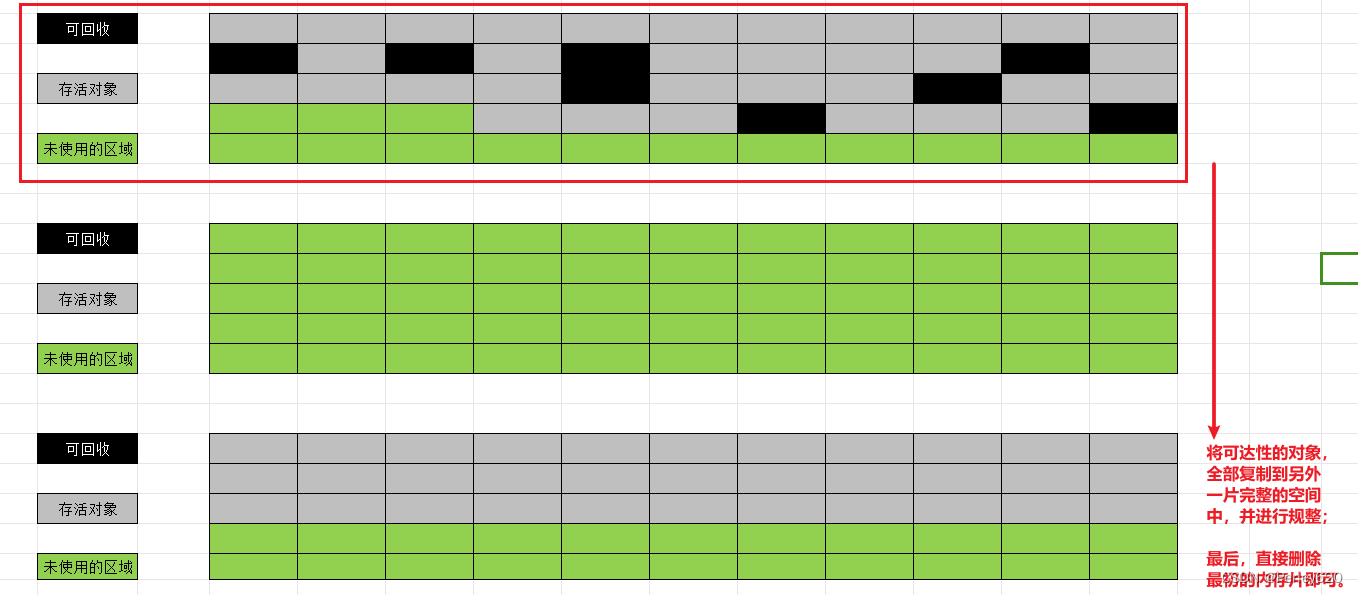 可回收
存活对象
未使用的区域
可回收
存活对象
未使用的区域
可回收
存活对象
未使用的区域
将可达性的对象，
全部复制到另外
一片完整的空间
中，并进行规整；
最后，直接删除
最初的内存片即可。